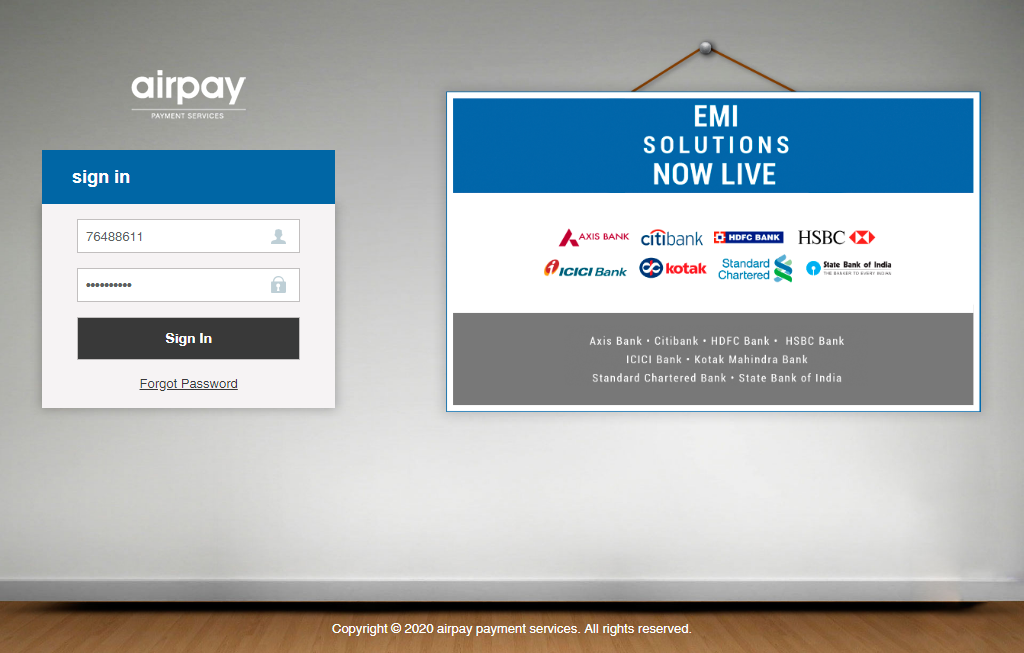 airpay
PAYMENT SERVICES
sign in
76488611
••••••••••
Sign In
Forgot Password
EMI
SOLUTIONS
NOW LIVE
AXIS BANK citibank HDFC BANK HSBC
ICICI Bank kotak Standard Chartered State Bank of India
THE BANKER TO EVERY INDIAN
Axis Bank • Citibank • HDFC Bank • HSBC Bank
ICICI Bank • Kotak Mahindra Bank
Standard Chartered Bank • State Bank of India
Copyright © 2020 airpay payment services. All rights reserved.